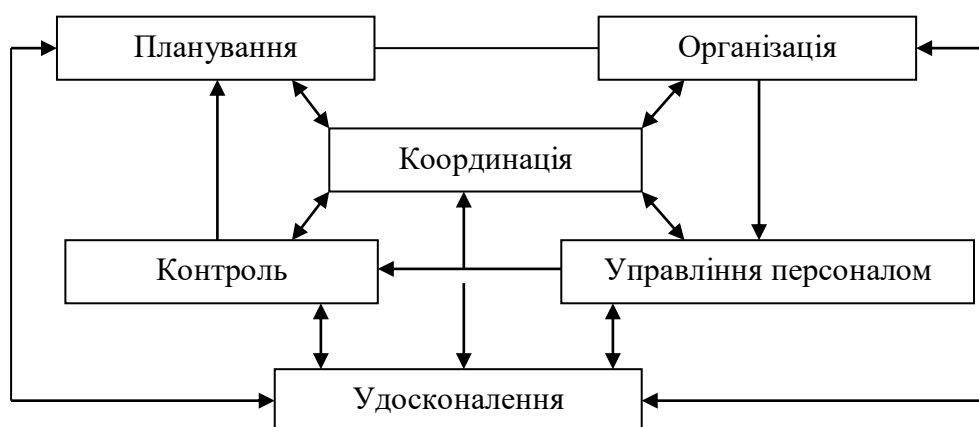 Планування
Організація
Координація
Контроль
Управління персоналом
Удосконалення